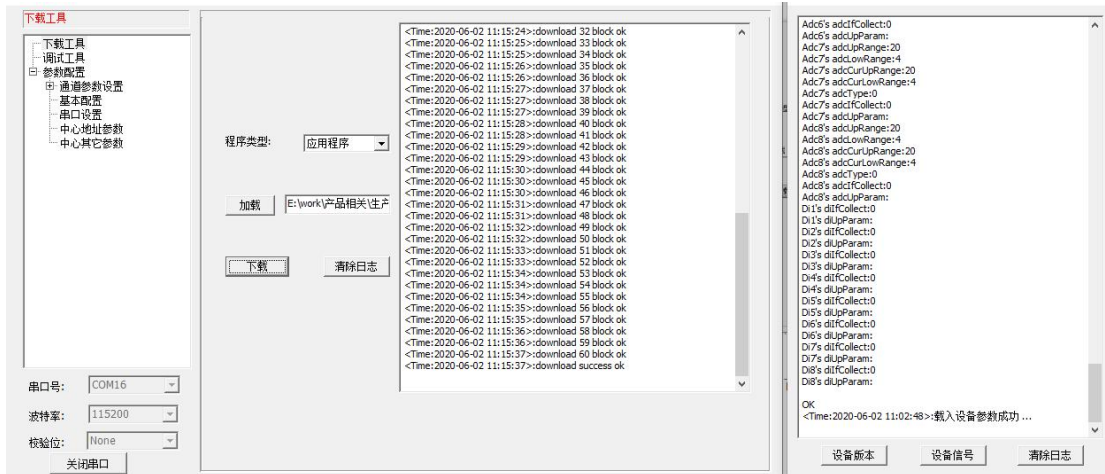 下载工具
下载工具
调试工具
参数配置
通道参数设置
基本配置
串口设置
中心地址参数
中心其它参数
串口号: COM16
波特率: 115200
校验位: None
关闭串口
程序类型: 应用程序
加载 E:\work\产品相关\生产
下载 清除日志
<Time:2020-06-02 11:15:24>:download 32 block ok
<Time:2020-06-02 11:15:25>:download 33 block ok
<Time:2020-06-02 11:15:25>:download 34 block ok
<Time:2020-06-02 11:15:26>:download 35 block ok
<Time:2020-06-02 11:15:26>:download 36 block ok
<Time:2020-06-02 11:15:27>:download 37 block ok
<Time:2020-06-02 11:15:27>:download 38 block ok
<Time:2020-06-02 11:15:27>:download 39 block ok
<Time:2020-06-02 11:15:28>:download 40 block ok
<Time:2020-06-02 11:15:28>:download 41 block ok
<Time:2020-06-02 11:15:29>:download 42 block ok
<Time:2020-06-02 11:15:29>:download 43 block ok
<Time:2020-06-02 11:15:30>:download 44 block ok
<Time:2020-06-02 11:15:30>:download 45 block ok
<Time:2020-06-02 11:15:30>:download 46 block ok
<Time:2020-06-02 11:15:31>:download 47 block ok
<Time:2020-06-02 11:15:31>:download 48 block ok
<Time:2020-06-02 11:15:32>:download 49 block ok
<Time:2020-06-02 11:15:32>:download 50 block ok
<Time:2020-06-02 11:15:33>:download 51 block ok
<Time:2020-06-02 11:15:33>:download 52 block ok
<Time:2020-06-02 11:15:34>:download 53 block ok
<Time:2020-06-02 11:15:34>:download 54 block ok
<Time:2020-06-02 11:15:34>:download 55 block ok
<Time:2020-06-02 11:15:35>:download 56 block ok
<Time:2020-06-02 11:15:35>:download 57 block ok
<Time:2020-06-02 11:15:36>:download 58 block ok
<Time:2020-06-02 11:15:36>:download 59 block ok
<Time:2020-06-02 11:15:37>:download 60 block ok
<Time:2020-06-02 11:15:37>:download success ok
Adc6's adcIfCollect:0
Adc6's adcUpParam:
Adc7's adcUpRange:20
Adc7's adcLowRange:4
Adc7's adcCurUpRange:20
Adc7's adcCurLowRange:4
Adc7's adcType:0
Adc7's adcIfCollect:0
Adc7's adcUpParam:
Adc8's adcUpRange:20
Adc8's adcLowRange:4
Adc8's adcCurUpRange:20
Adc8's adcCurLowRange:4
Adc8's adcType:0
Adc8's adcIfCollect:0
Adc8's adcUpParam:
Di1's diIfCollect:0
Di1's diUpParam:
Di2's diIfCollect:0
Di2's diUpParam:
Di3's diIfCollect:0
Di3's diUpParam:
Di4's diIfCollect:0
Di4's diUpParam:
Di5's diIfCollect:0
Di5's diUpParam:
Di6's diIfCollect:0
Di6's diUpParam:
Di7's diIfCollect:0
Di7's diUpParam:
Di8's diIfCollect:0
Di8's diUpParam:
OK
<Time:2020-06-02 11:02:48>:载入设备参数成功 ...
设备版本 设备信号 清除日志